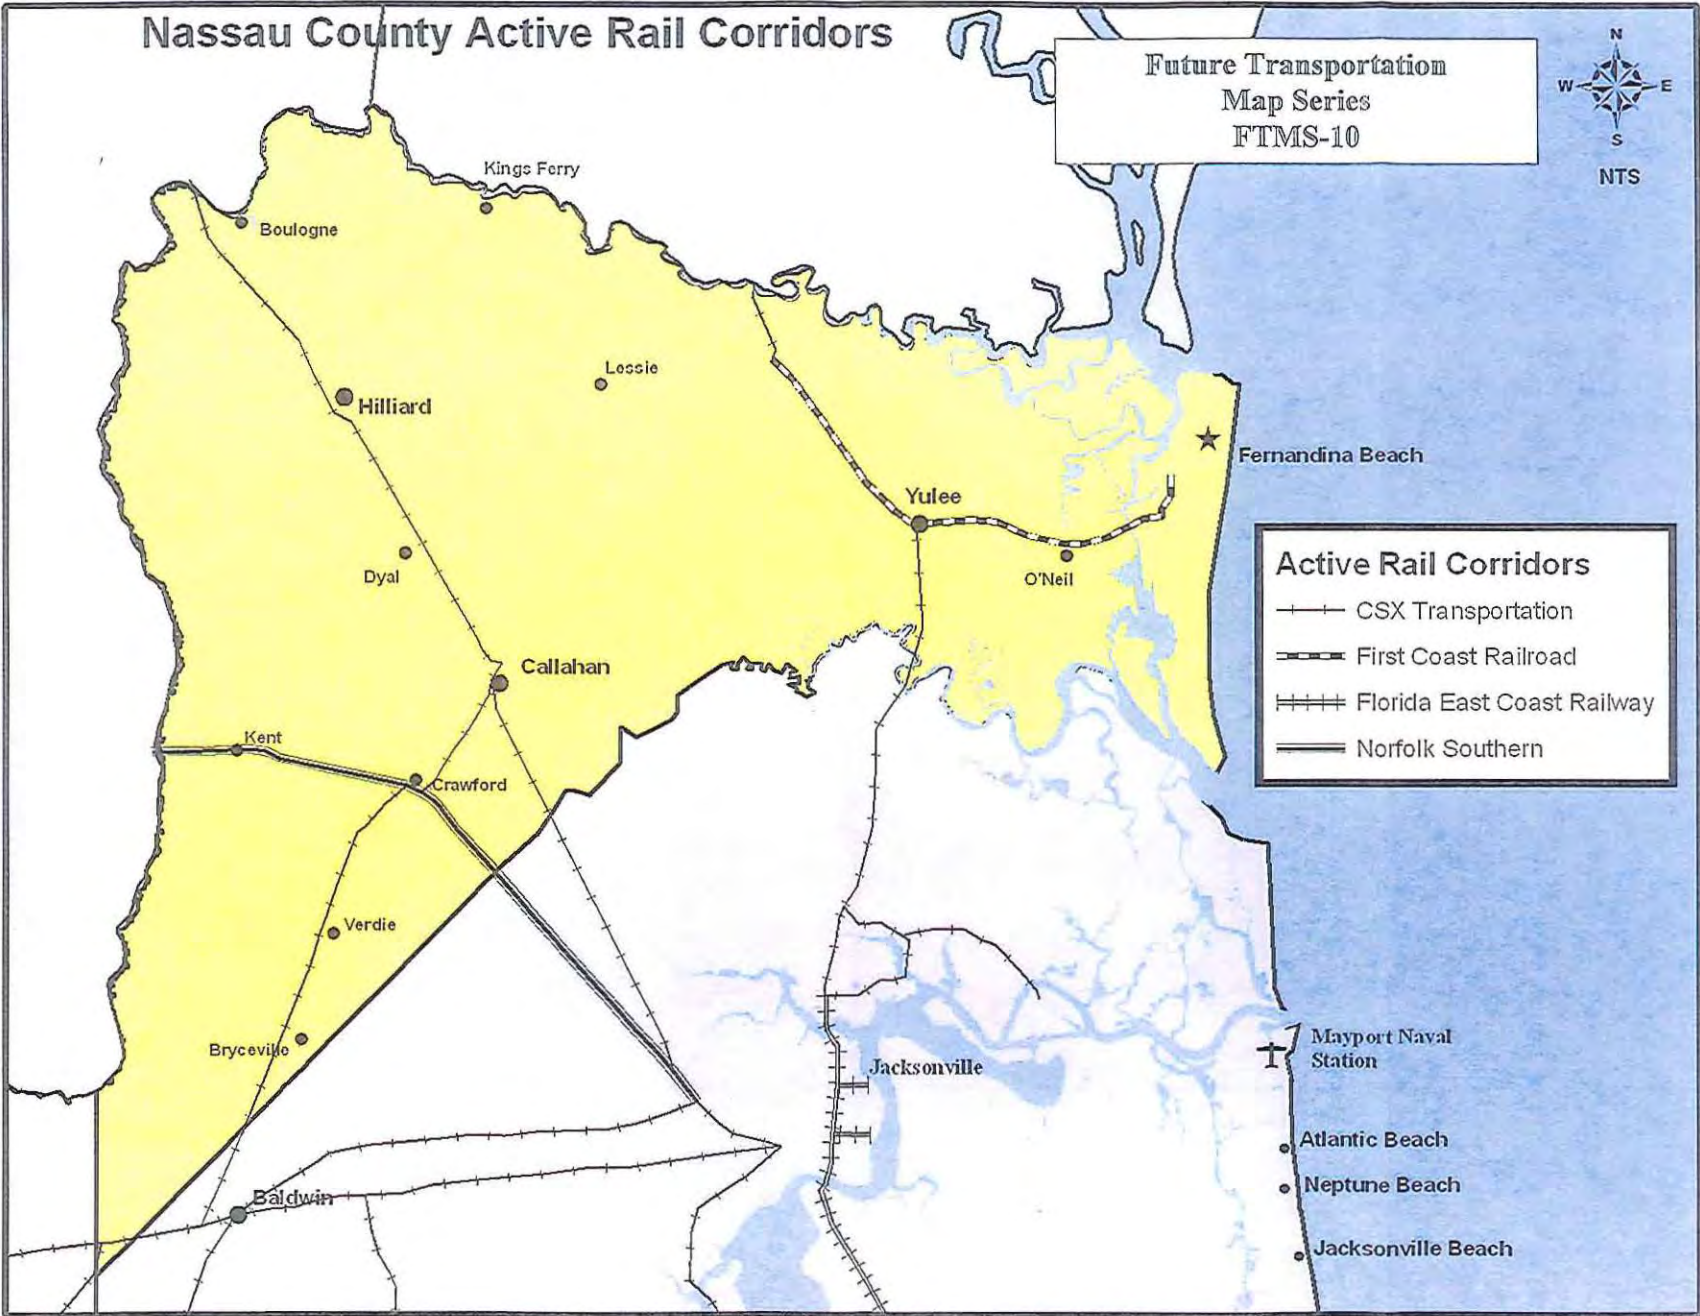 Nassau County Active Rail Corridors
Future Transportation
Map Series
FTMS-10
N
W
E
S
NTS
Kings Ferry
Boulogne
Lessie
Hilliard
Fernandina Beach
Yulee
Dyal
O'Neil
Active Rail Corridors
CSX Transportation
First Coast Railroad
Florida East Coast Railway
Norfolk Southern
Callahan
Kent
Crawford
Verdie
Bryceville
Jacksonville
Mayport Naval
Station
Atlantic Beach
Neptune Beach
Baldwin
Jacksonville Beach